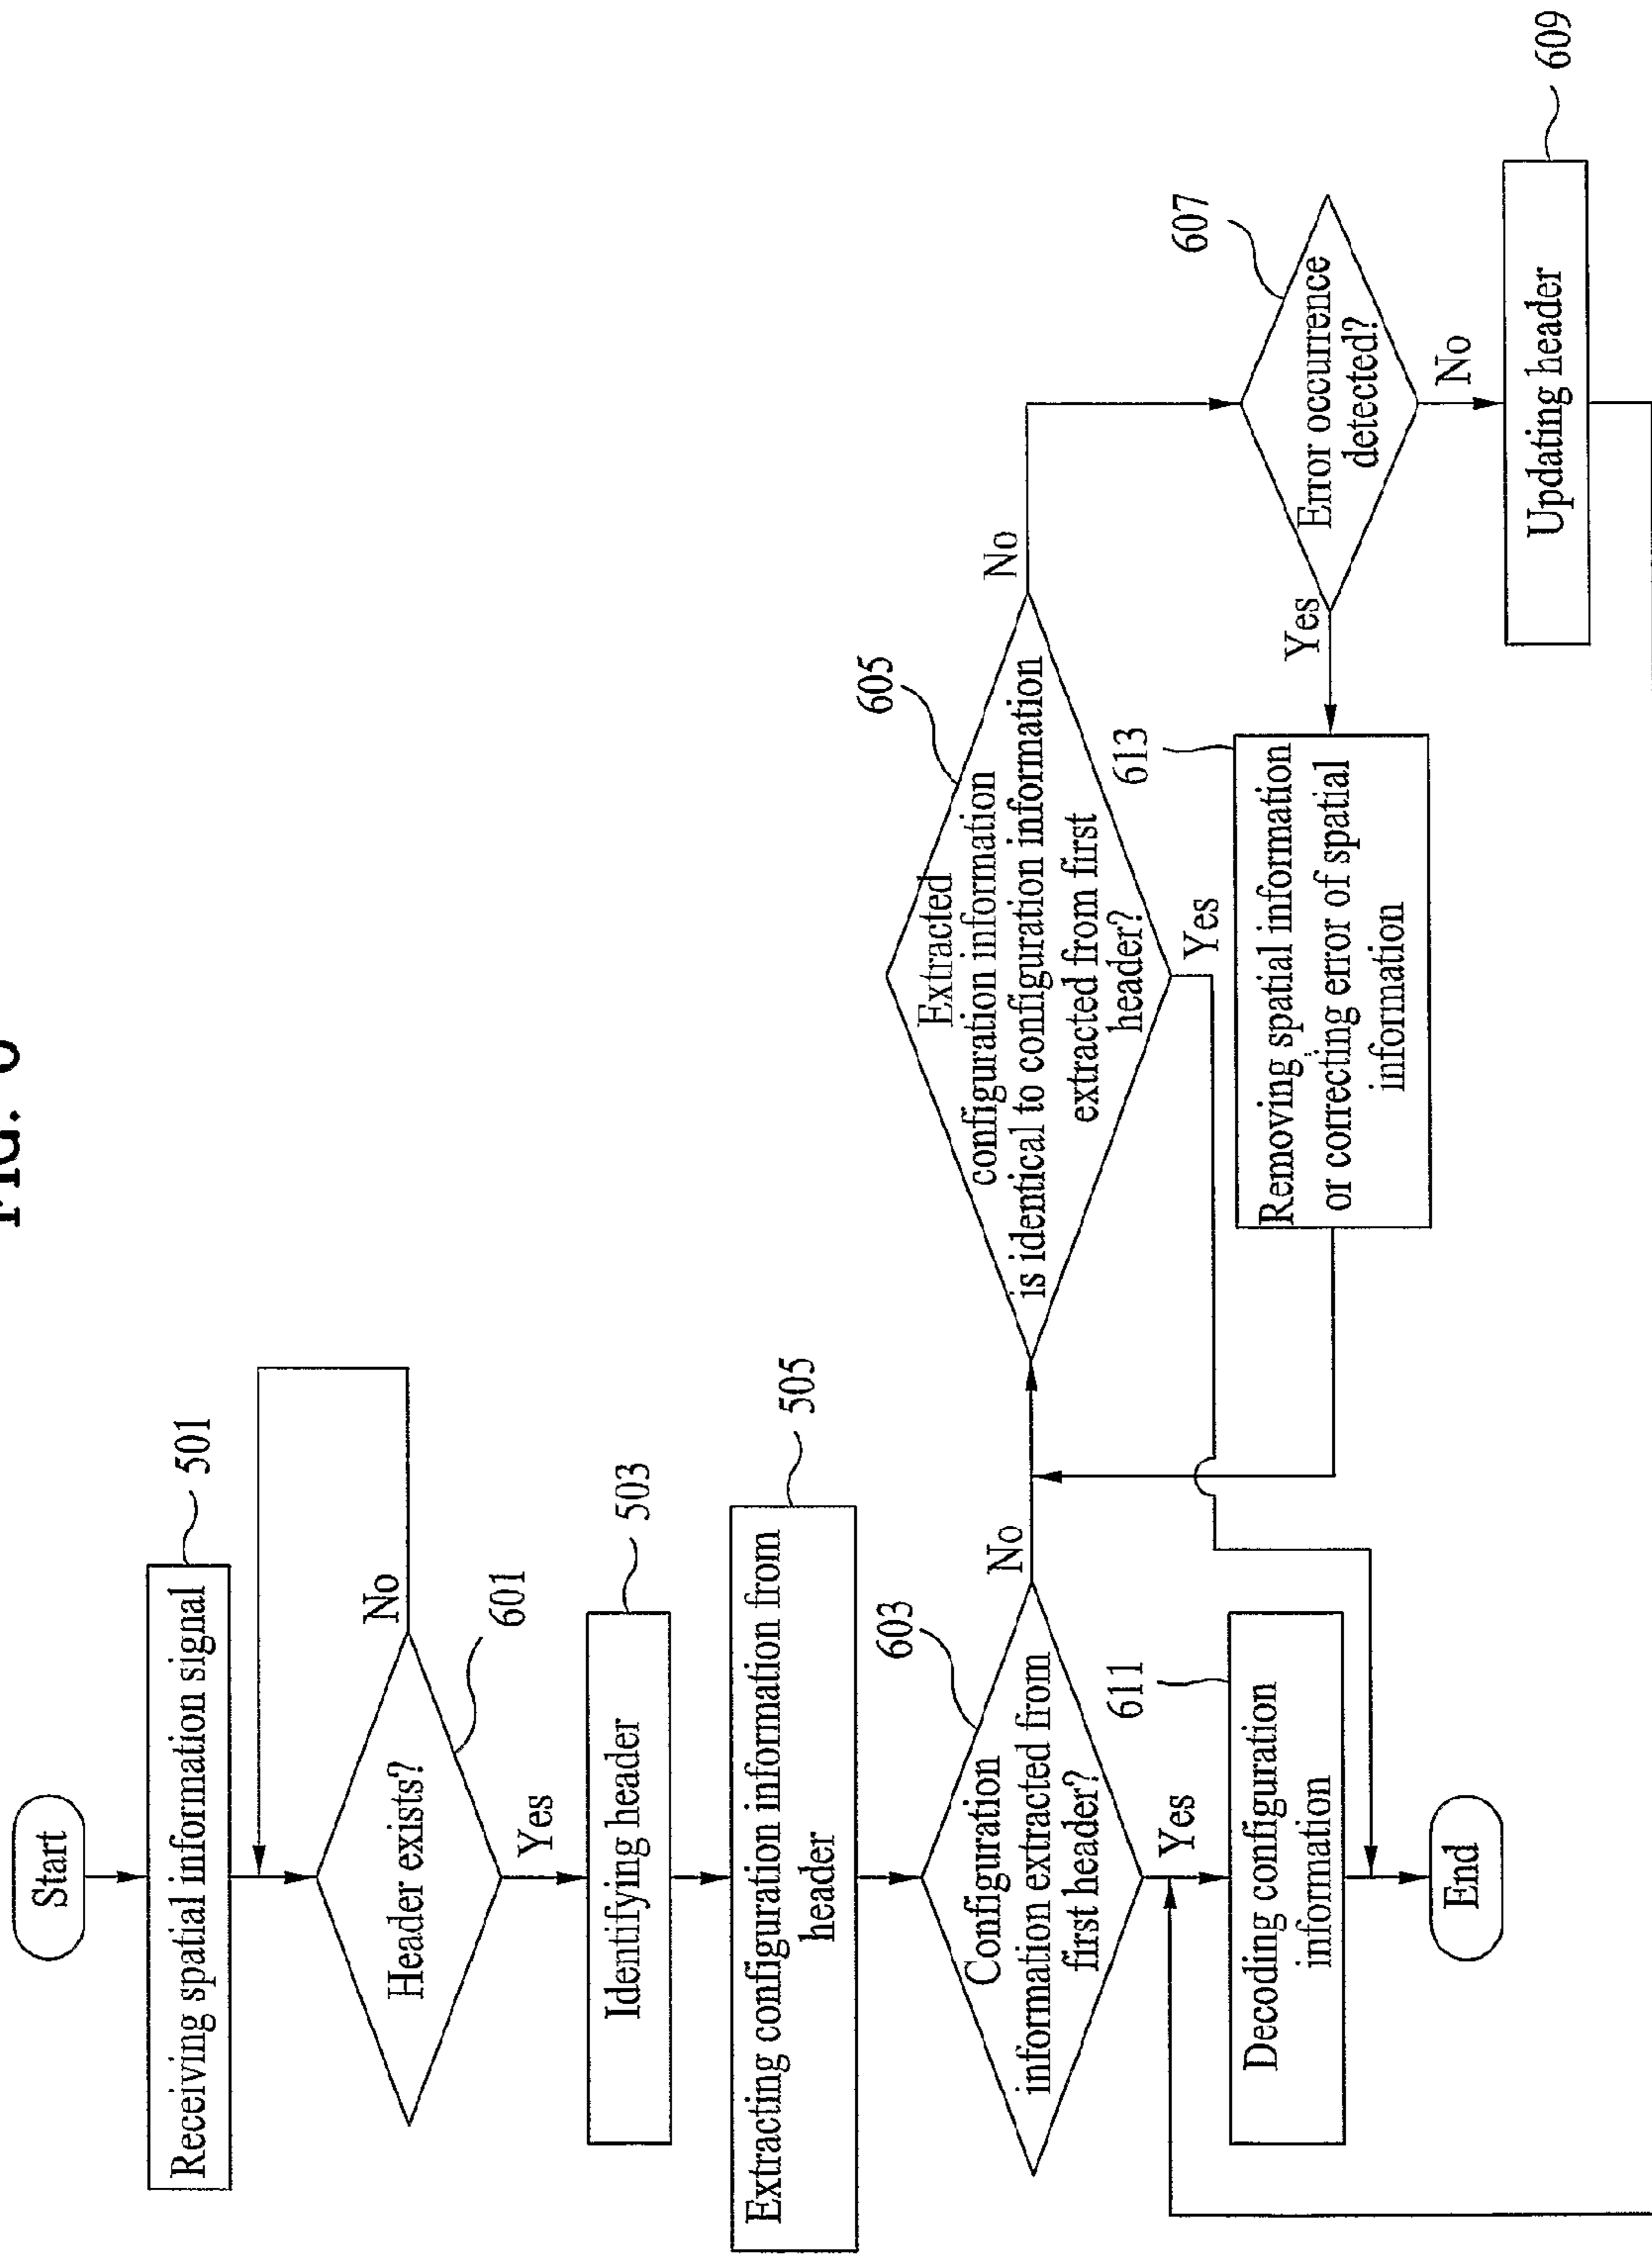 FIG. 6
Start
Receiving spatial information signal
501
Header exists?
601
No
Yes
Identifying header
503
Extracting configuration information from
header
505
Configuration
information extracted from
first header?
603
No
Yes
Decoding configuration
information
611
End
Extracted
configuration information
is identical to configuration information
extracted from first
header?
605
No
Yes
Removing spatial information
or correcting error of spatial
information
613
Error occurrence
detected?
607
Yes
No
Updating header
609